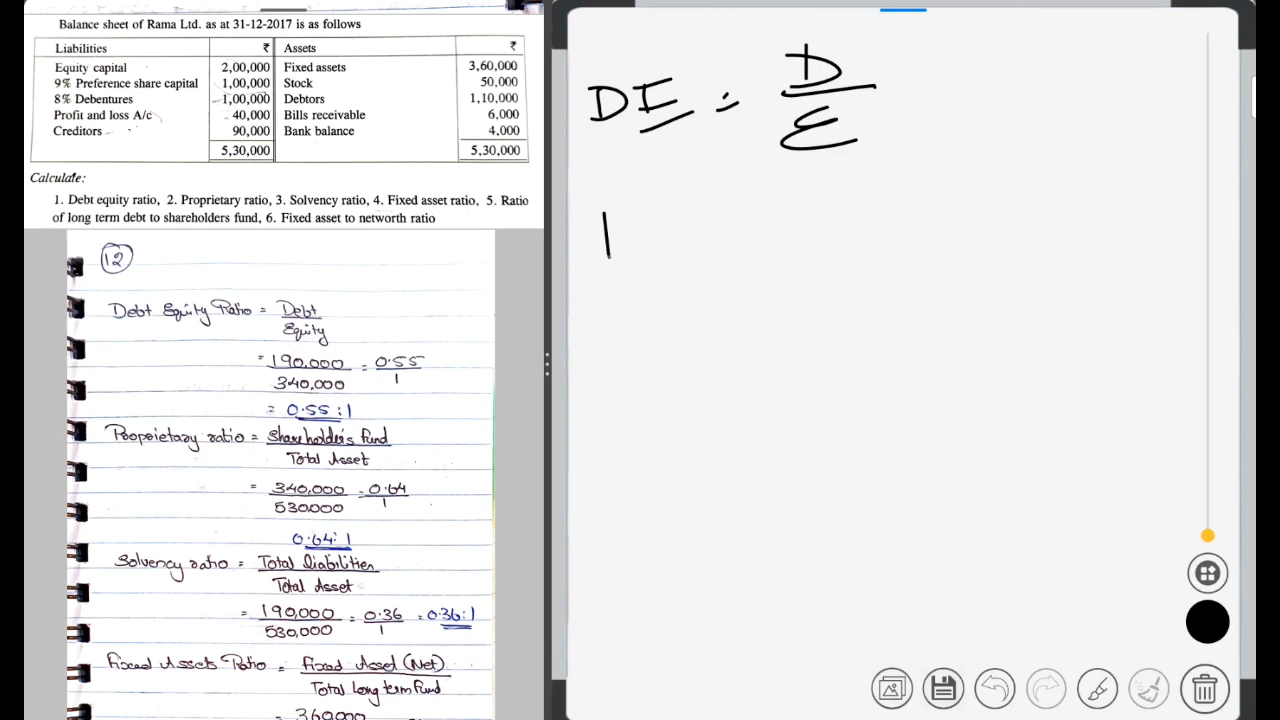 Balance sheet of Rama Ltd. as at 31-12-2017 is as follows
Liabilities ₹ Assets ₹
Equity capital 2,00,000 Fixed assets 3,60,000
9% Preference share capital 1,00,000 Stock 50,000
8% Debentures 1,00,000 Debtors 1,10,000
Profit and loss A/c 40,000 Bills receivable 6,000
Creditors 90,000 Bank balance 4,000
5,30,000 5,30,000
Calculate:
1. Debt equity ratio, 2. Proprietary ratio, 3. Solvency ratio, 4. Fixed asset ratio, 5. Ratio
of long term debt to shareholders fund, 6. Fixed asset to networth ratio
12
Debt Equity Ratio = Debt
Equity
= 190,000 = 0.55
340,000 1
= 0.55 : 1
Proprietary ratio = Shareholder's Fund
Total Asset
= 340,000 = 0.64
530000 1
0.64 : 1
Solvency ratio = Total liabilities
Total Asset
= 190,000 = 0.36 = 0.36 : 1
530,000 1
Fixed Assets Ratio = Fixed Asset (Net)
Total Long term Fund
= 360,000
DE = D
E